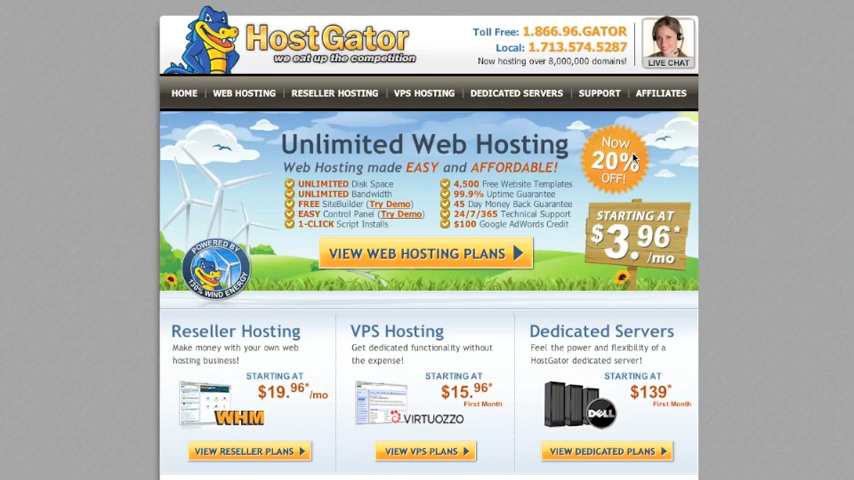 HostGator
we eat up the competition
Toll Free: 1.866.96.GATOR
Local: 1.713.574.5287
Now hosting over 8,000,000 domains!
LIVE CHAT
HOME WEB HOSTING RESELLER HOSTING VPS HOSTING DEDICATED SERVERS SUPPORT AFFILIATES
Unlimited Web Hosting
Web Hosting made EASY and AFFORDABLE!
UNLIMITED Disk Space
UNLIMITED Bandwidth
FREE SiteBuilder (Try Demo)
EASY Control Panel (Try Demo)
1-CLICK Script Installs
4,500 Free Website Templates
99.9% Uptime Guarantee
45 Day Money Back Guarantee
24/7/365 Technical Support
$100 Google AdWords Credit
Now
20%
OFF!
STARTING AT
$3.96*
/mo
VIEW WEB HOSTING PLANS
POWERED BY
130% WIND ENERGY
Reseller Hosting
Make money with your own web
hosting business!
STARTING AT
$19.96*/mo
WHM
VIEW RESELLER PLANS
VPS Hosting
Get dedicated functionality without
the expense!
STARTING AT
$15.96*
First Month
VIRTUOZZO
VIEW VPS PLANS
Dedicated Servers
Feel the power and flexibility of a
HostGator dedicated server!
STARTING AT
$139*
First Month
DELL
VIEW DEDICATED PLANS